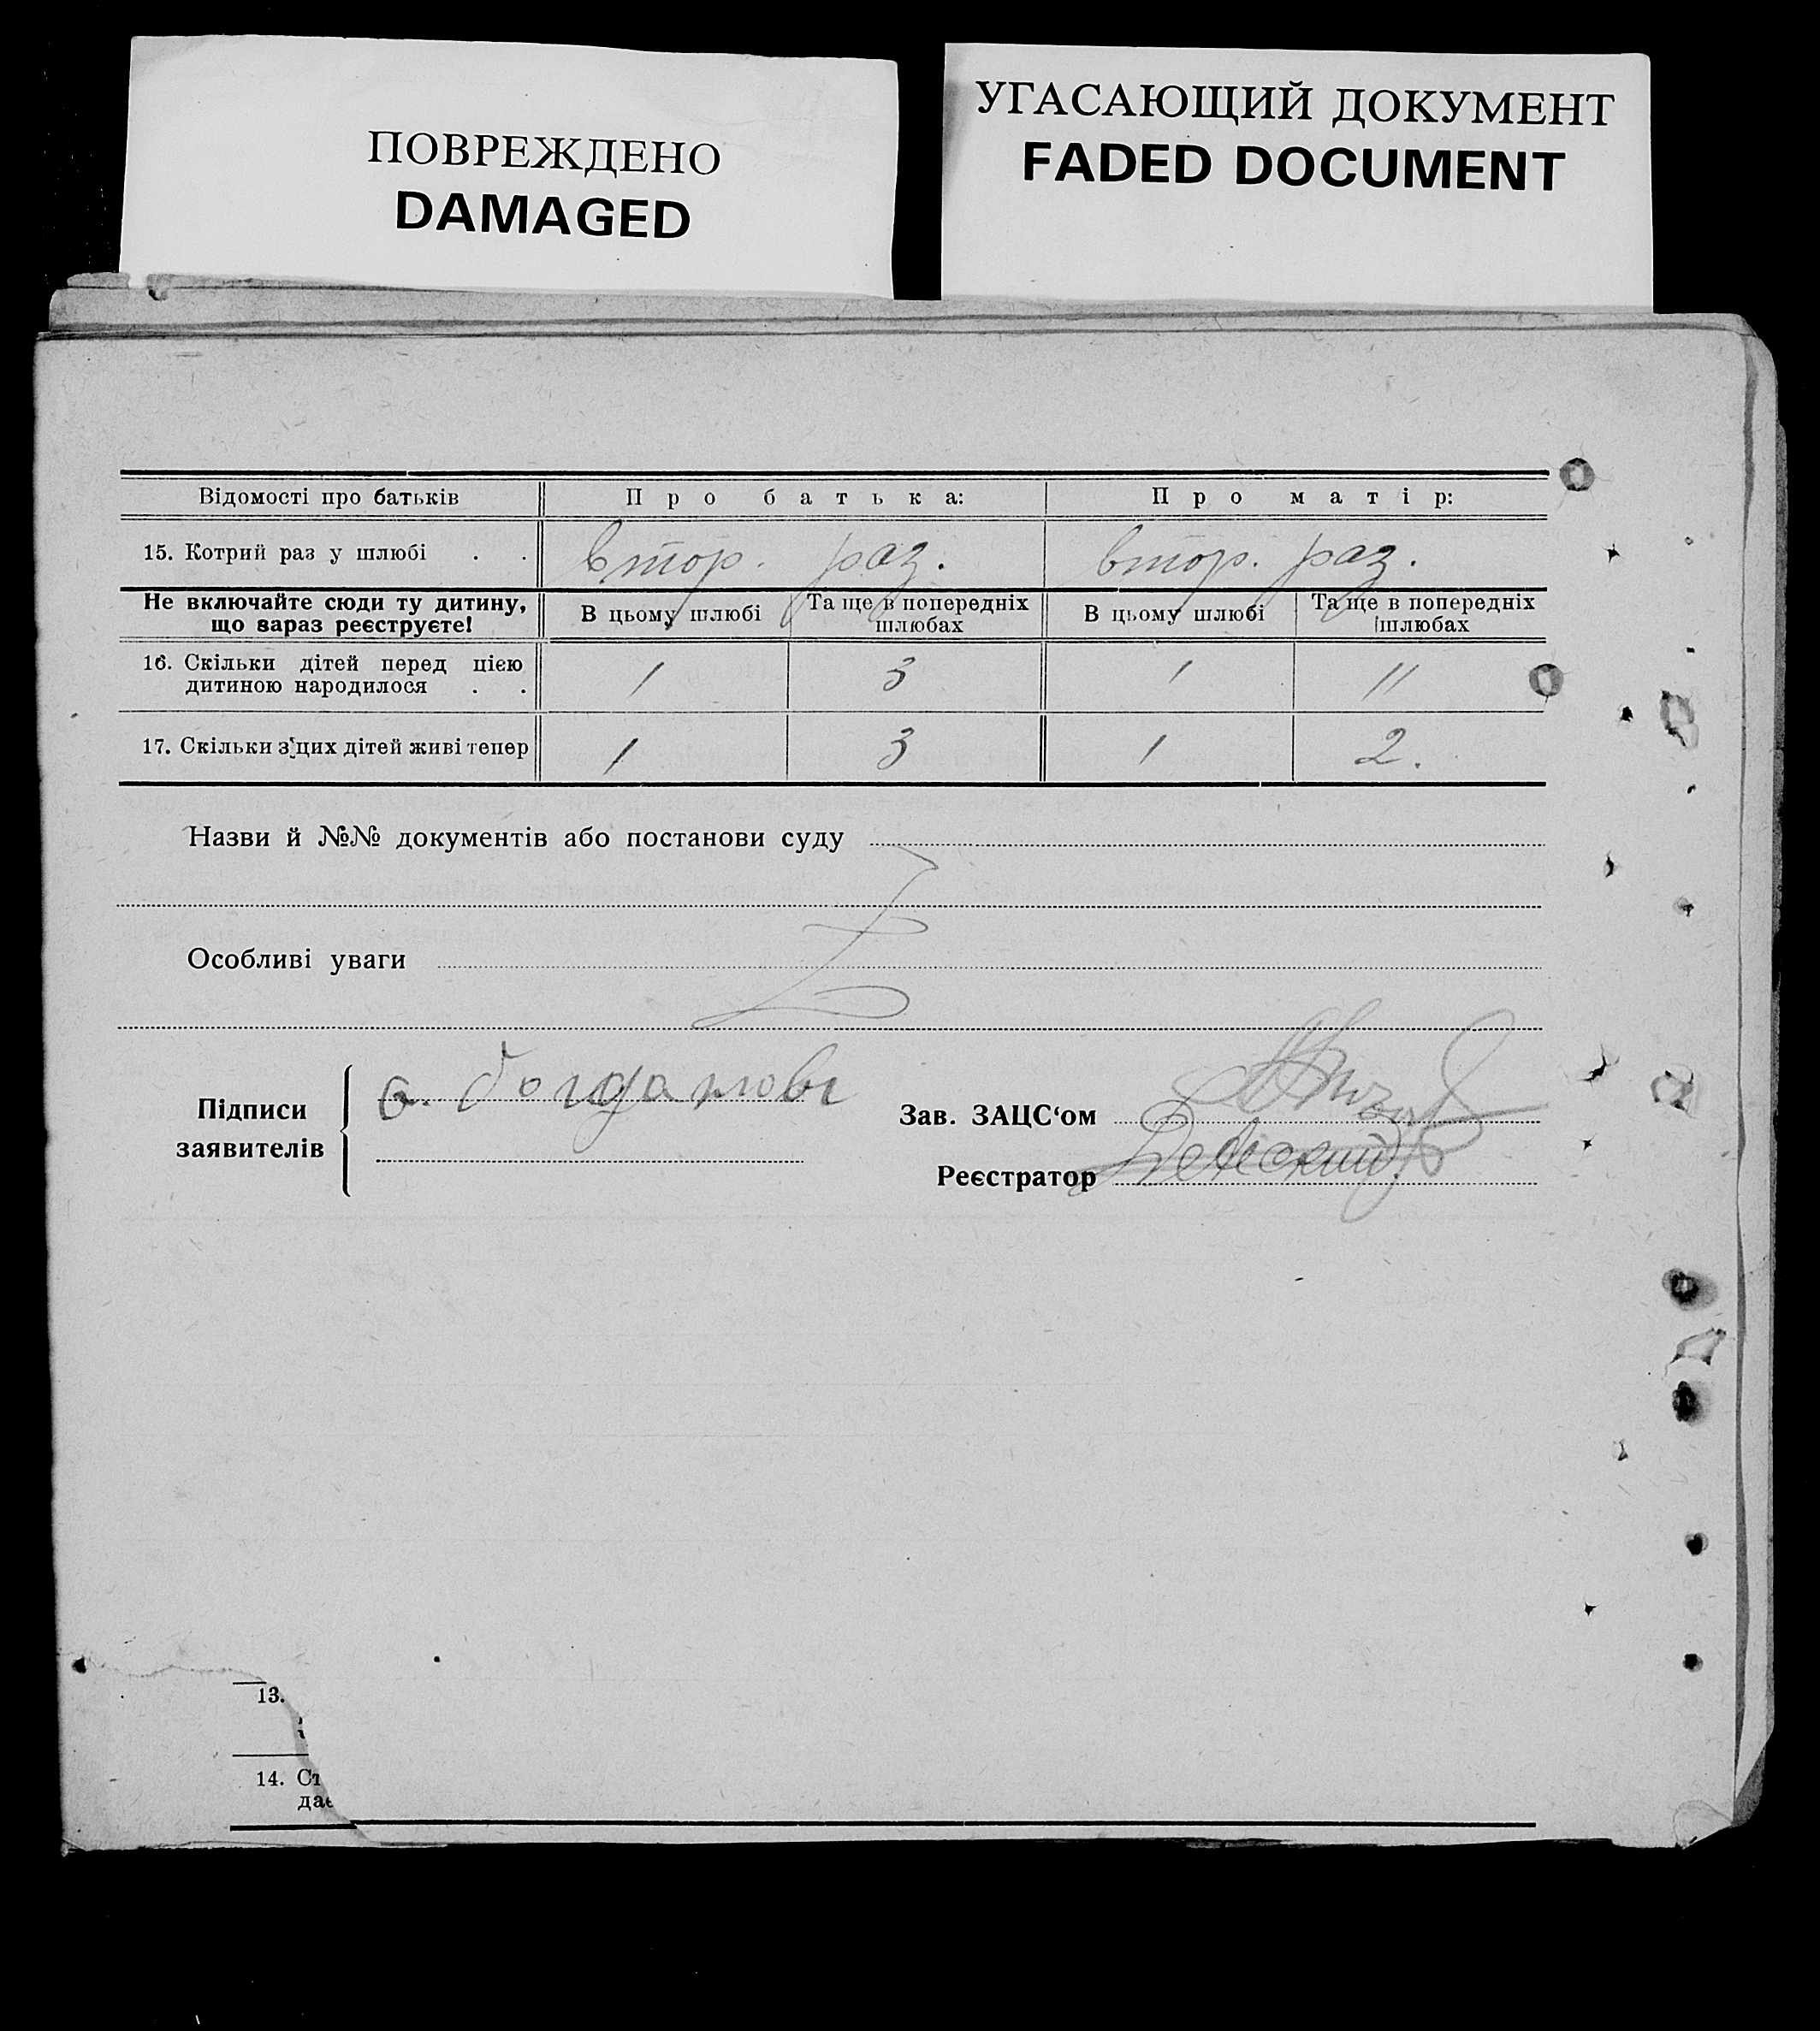 ПОВРЕЖДЕНО
DAMAGED
УГАСАЮЩИЙ ДОКУМЕНТ
FADED DOCUMENT
Відомості про батьків Про батька: Про матір:
15. Котрий раз у шлюбі . . втор. раз. втор. раз.
Не включайте сюди ту дитину, що вараз реєструєте! В цьому шлюбі Та ще в попередніх шлюбах В цьому шлюбі Та ще в попередніх шлюбах
16. Скільки дітей перед цією дитиною народилося . . 1 3 1 11
17. Скільки з цих дітей живі тепер 1 3 1 2.
Назви й №№ документів або постанови суду
Особливі уваги
Підписи заявителів
Зав. ЗАЦС‘ом
Реєстратор
13.
14. Ст
дає